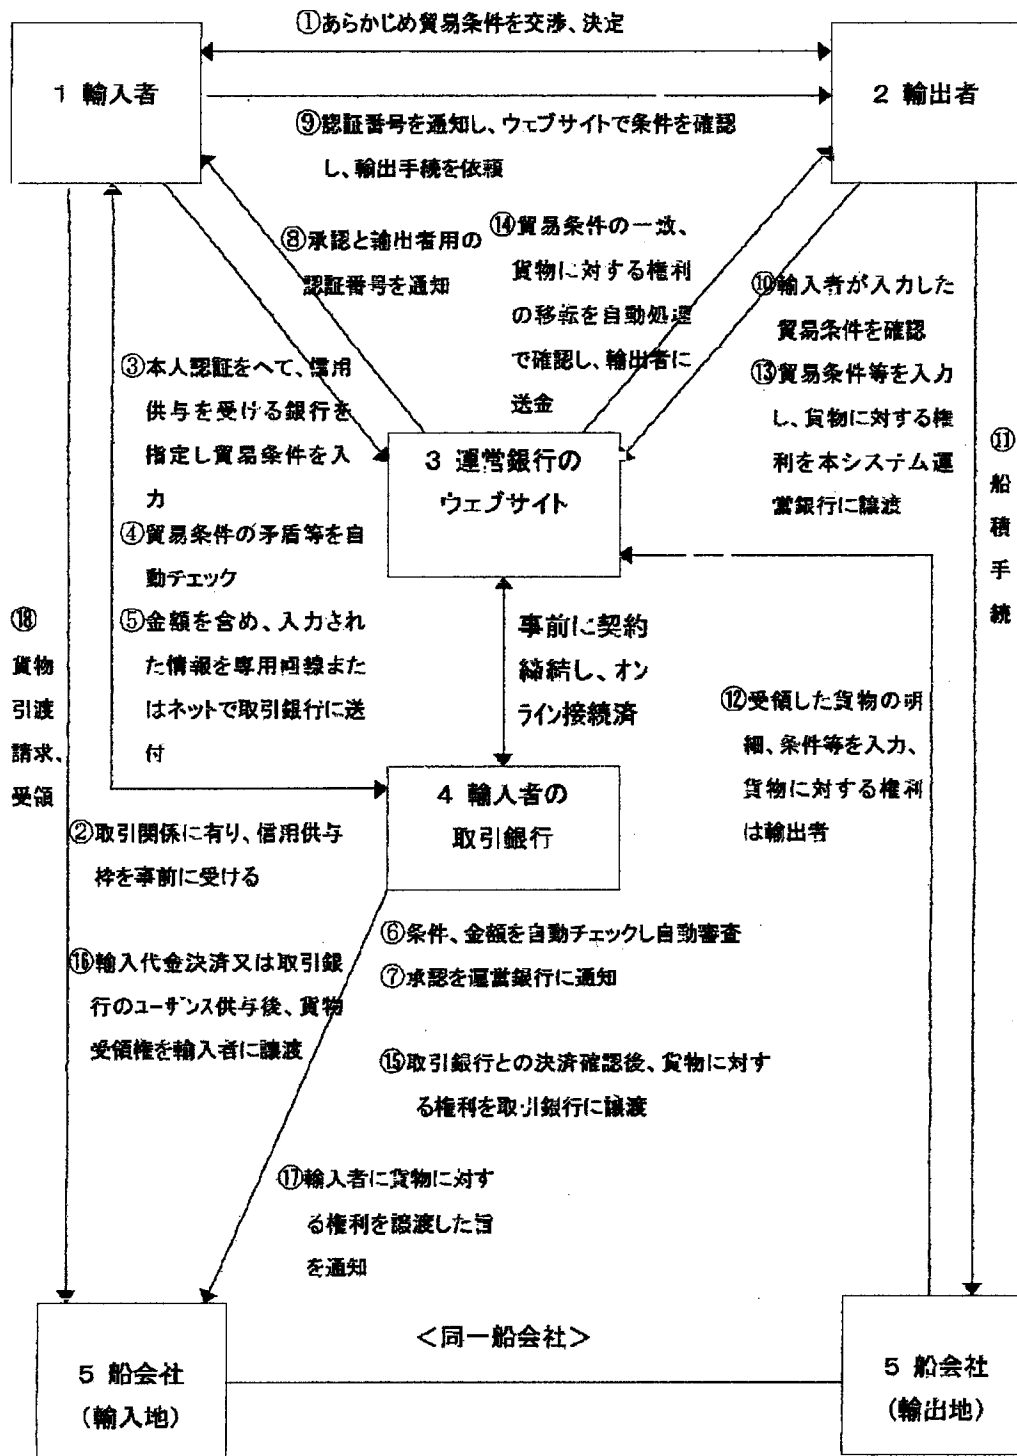 ①あらかじめ貿易条件を交渉、決定
1 輸入者
2 輸出者
⑨認証番号を通知し、ウェブサイトで条件を確認
し、輸出手続を依頼
⑧承認と輸出者用の
認証番号を通知
⑭貿易条件の一致、
貨物に対する権利
の移転を自動処理
で確認し、輸出者に
送金
⑩輸入者が入力した
貿易条件を確認
⑬貿易条件等を入力
し、貨物に対する権
利を本システム運
営銀行に譲渡
⑪
船
積
手
続
③本人認証をへて、信用
供与を受ける銀行を
指定し貿易条件を入
力
④貿易条件の矛盾等を自
動チェック
⑤金額を含め、入力され
た情報を専用回線また
はネットで取引銀行に送
付
3 運営銀行の
ウェブサイト
事前に契約
締結し、オン
ライン接続済
⑱
貨物
引渡
請求、
受領
⑫受領した貨物の明
細、条件等を入力、
貨物に対する権利
は輸出者
4 輸入者の
取引銀行
②取引関係に有り、信用供与
枠を事前に受ける
⑥条件、金額を自動チェックし自動審査
⑦承認を運営銀行に通知
⑯輸入代金決済又は取引銀
行のユーザンス供与後、貨物
受領権を輸入者に譲渡
⑮取引銀行との決済確認後、貨物に対す
る権利を取引銀行に譲渡
⑰輸入者に貨物に対す
る権利を譲渡した旨
を通知
＜同一船会社＞
5 船会社
（輸入地）
5 船会社
（輸出地）